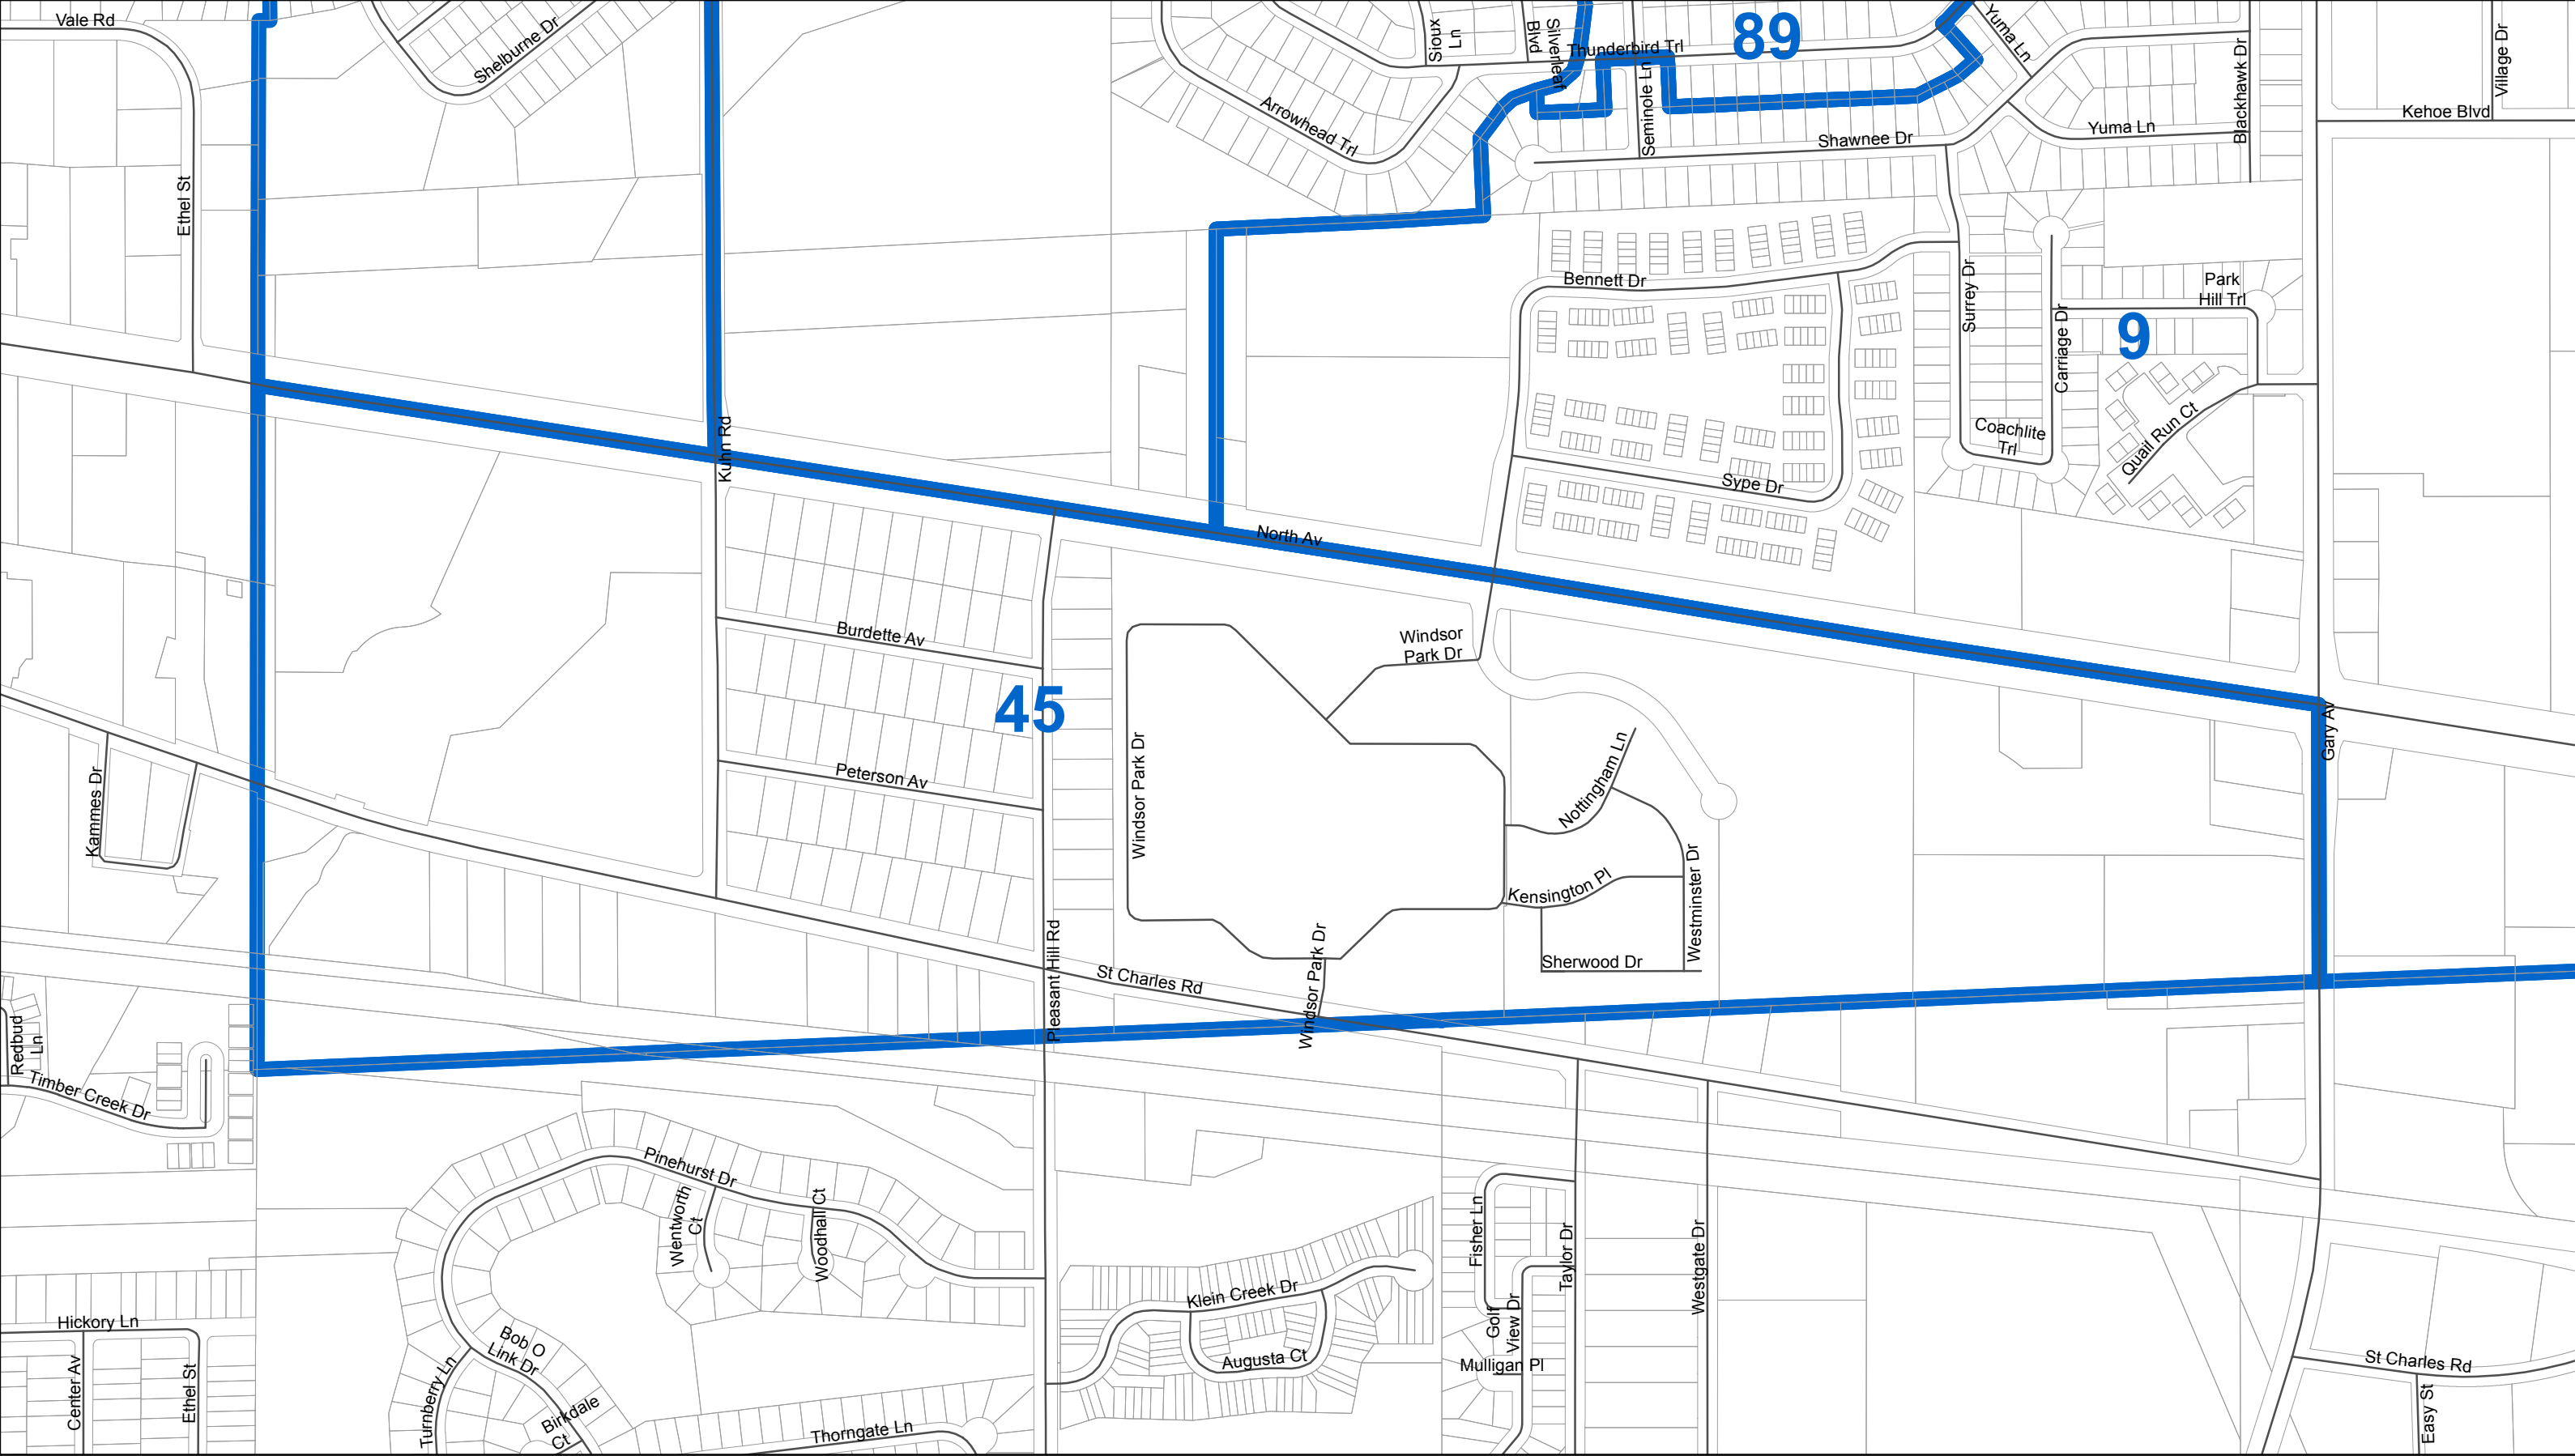 Vale Rd
Shelburne Dr
Sioux
Ln
Silverleaf
Blvd
Thunderbird Trl
89
Yuma Ln
Blackhawk Dr
Village Dr
Kehoe Blvd
Arrowhead Trl
Seminole Ln
Shawnee Dr
Yuma Ln
Ethel St
Bennett Dr
Surrey Dr
Carriage Dr
Park
Hill Trl
9
Coachlite
Trl
Quail Run Ct
Kuhn Rd
Sype Dr
North Av
Burdette Av
Windsor
Park Dr
45
Gary Av
Peterson Av
Windsor Park Dr
Nottingham Ln
Kammes Dr
Kensington Pl
Westminster Dr
Pleasant Hill Rd
St Charles Rd
Windsor Park Dr
Sherwood Dr
Redbud
Ln
Timber Creek Dr
Pinehurst Dr
Wentworth
Ct
Woodhall Ct
Fisher Ln
Taylor Dr
Westgate Dr
Klein Creek Dr
Golf
View Dr
Hickory Ln
Bob O
Link Dr
Augusta Ct
Mulligan Pl
St Charles Rd
Center Av
Ethel St
Turnberry Ln
Birkdale
Ct
Thorngate Ln
Easy St